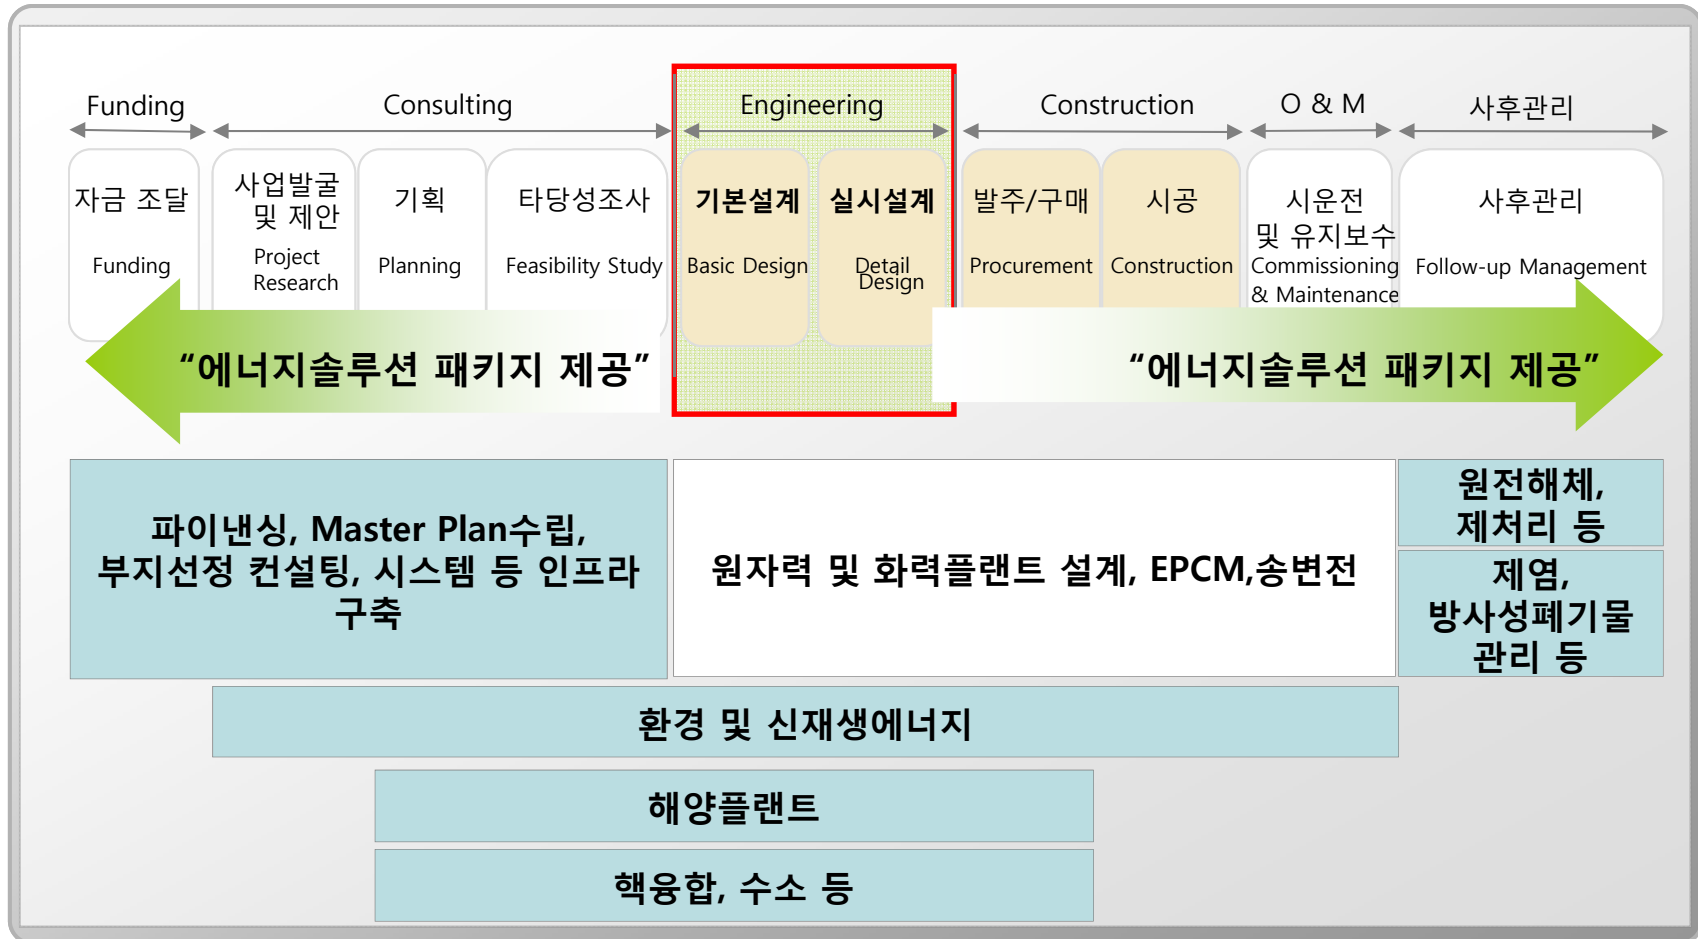 Funding
Consulting
Engineering
Construction
O & M
사후관리
자금 조달
Funding
사업발굴
및 제안
Project
Research
기획
Planning
타당성조사
Feasibility Study
기본설계
Basic Design
실시설계
Detail
Design
발주/구매
Procurement
시공
Construction
시운전
및 유지보수
Commissioning
& Maintenance
사후관리
Follow-up Management
“에너지솔루션 패키지 제공”
“에너지솔루션 패키지 제공”
파이낸싱, Master Plan수립,
부지선정 컨설팅, 시스템 등 인프라
구축
원자력 및 화력플랜트 설계, EPCM,송변전
원전해체,
제처리 등
제염,
방사성폐기물
관리 등
환경 및 신재생에너지
해양플랜트
핵융합, 수소 등